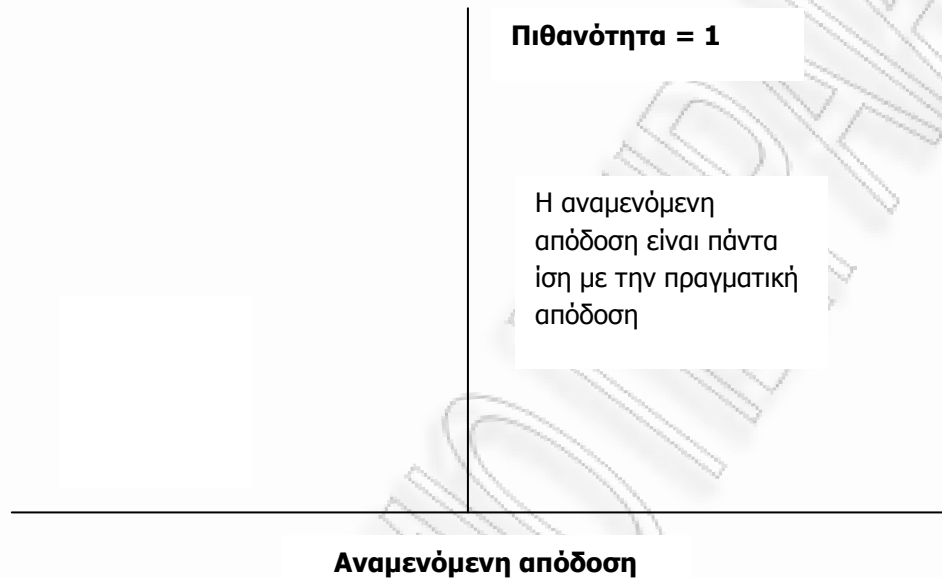 Πιθανότητα = 1
Η αναμενόμενη
απόδοση είναι πάντα
ίση με την πραγματική
απόδοση
Αναμενόμενη απόδοση